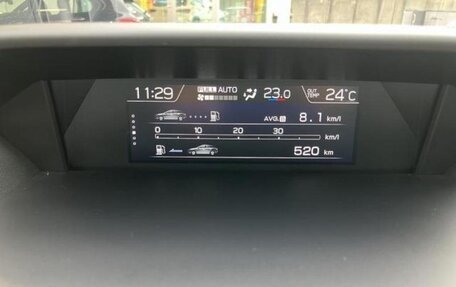 11:29 FULL AUTO 23.0 OUT TEMP 24°C
AVG. B 8.1 km/l
0 10 20 30 km/l
520 km